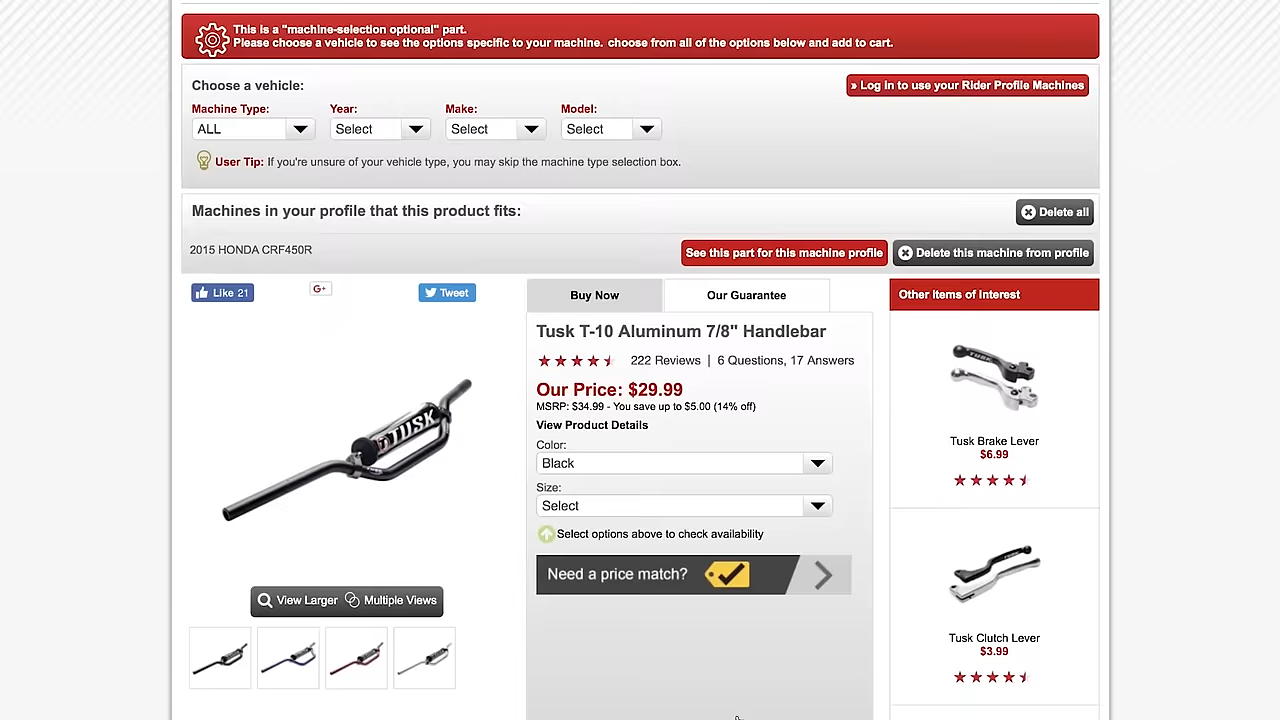 This is a "machine-selection optional" part.
Please choose a vehicle to see the options specific to your machine. choose from all of the options below and add to cart.
Choose a vehicle:
» Log in to use your Rider Profile Machines
Machine Type: Year: Make: Model:
ALL Select Select Select
User Tip: If you're unsure of your vehicle type, you may skip the machine type selection box.
Machines in your profile that this product fits:
Delete all
2015 HONDA CRF450R
See this part for this machine profile
Delete this machine from profile
Like 21
G+
Tweet
Buy Now
Our Guarantee
Tusk T-10 Aluminum 7/8" Handlebar
222 Reviews | 6 Questions, 17 Answers
Our Price: $29.99
MSRP: $34.99 - You save up to $5.00 (14% off)
View Product Details
Color:
Black
Size:
Select
Select options above to check availability
Need a price match?
TUSK
View Larger
Multiple Views
Other Items of Interest
TUSK
Tusk Brake Lever
$6.99
Tusk Clutch Lever
$3.99